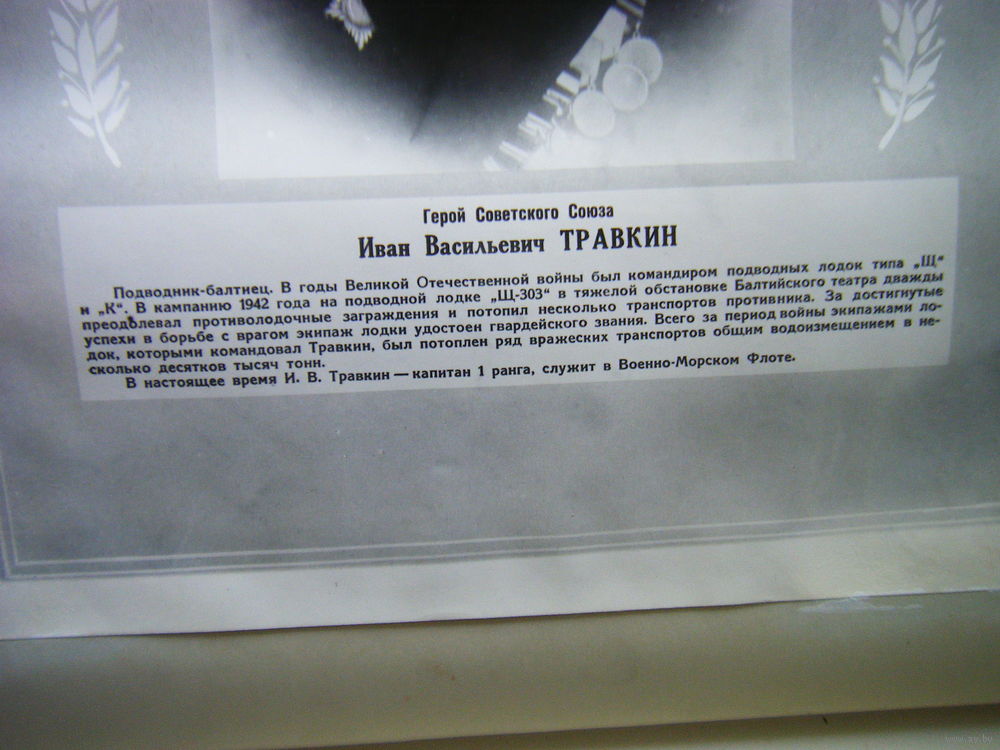 Герой Советского Союза
Иван Васильевич ТРАВКИН
Подводник-балтиец. В годы Великой Отечественной войны был командиром подводных лодок типа „Щ“
и „К“. В кампанию 1942 года на подводной лодке „Щ-303“ в тяжелой обстановке Балтийского театра дважды
преодолевал противолодочные заграждения и потопил несколько транспортов противника. За достигнутые
успехи в борьбе с врагом экипаж лодки удостоен гвардейского звания. Всего за период войны экипажами ло-
док, которыми командовал Травкин, был потоплен ряд вражеских транспортов общим водоизмещением в не-
сколько десятков тысяч тонн.
В настоящее время И. В. Травкин — капитан 1 ранга, служит в Военно-Морском Флоте.
www.ay.by